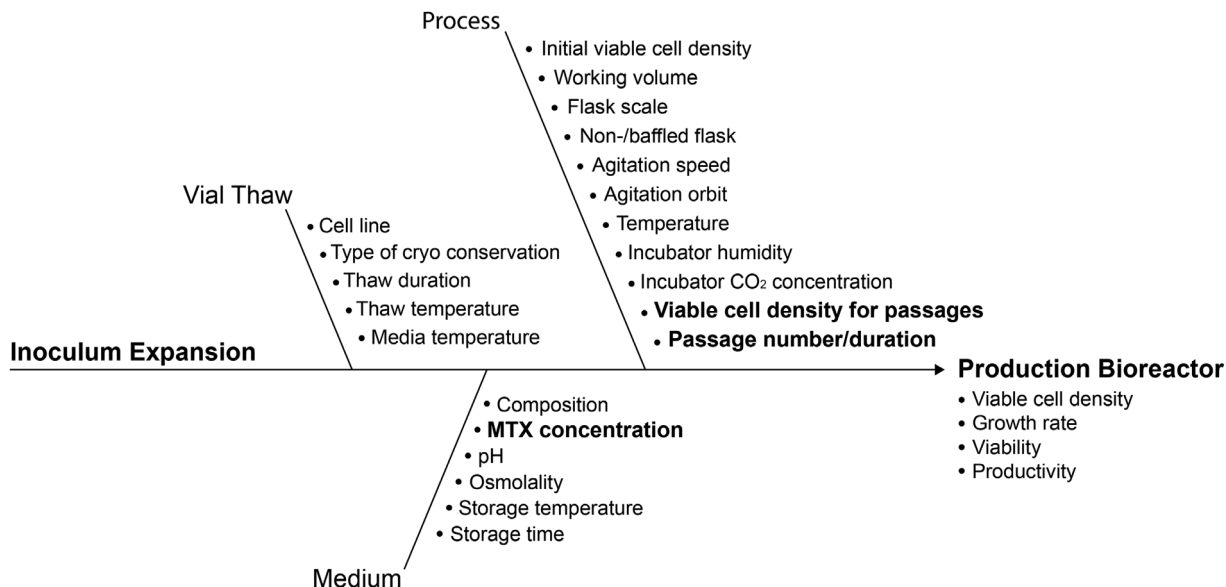 Process
• Initial viable cell density
• Working volume
• Flask scale
• Non-/baffled flask
• Agitation speed
• Agitation orbit
• Temperature
• Incubator humidity
• Incubator CO₂ concentration
• Viable cell density for passages
• Passage number/duration
Vial Thaw
• Cell line
• Type of cryo conservation
• Thaw duration
• Thaw temperature
• Media temperature
Inoculum Expansion
Production Bioreactor
• Viable cell density
• Growth rate
• Viability
• Productivity
• Composition
• MTX concentration
• pH
• Osmolality
• Storage temperature
• Storage time
Medium